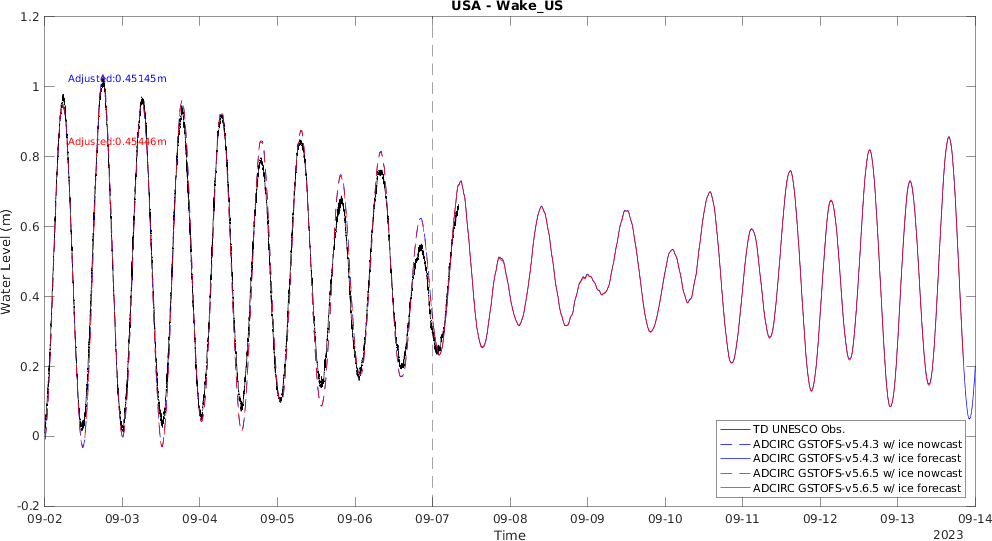 USA - Wake_US
1.2
1
0.8
0.6
0.4
0.2
0
-0.2
Water Level (m)
Adjusted:0.45145m
Adjusted:0.45446m
TD UNESCO Obs.
ADCIRC GSTOFS-v5.4.3 w/ ice nowcast
ADCIRC GSTOFS-v5.4.3 w/ ice forecast
ADCIRC GSTOFS-v5.6.5 w/ ice nowcast
ADCIRC GSTOFS-v5.6.5 w/ ice forecast
09-02 09-03 09-04 09-05 09-06 09-07 09-08 09-09 09-10 09-11 09-12 09-13 09-14
Time
2023